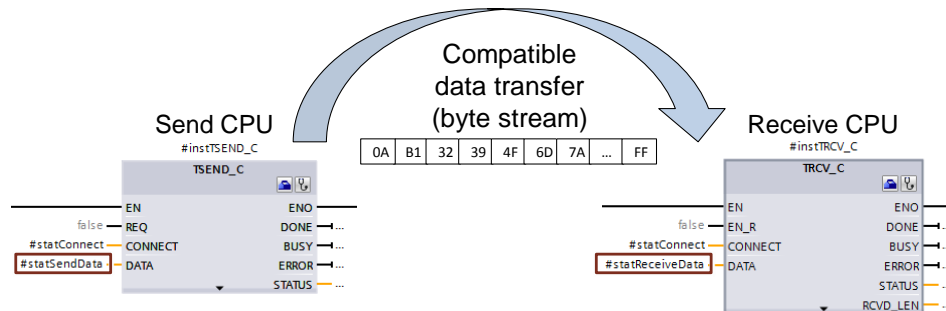 Compatible
data transfer
(byte stream)
Send CPU
#instTSEND_C
TSEND_C
EN
ENO
false
REQ
DONE
...
#statConnect
CONNECT
BUSY
...
#statSendData
DATA
ERROR
...
STATUS
...
0A B1 32 39 4F 6D 7A ... FF
Receive CPU
#instTRCV_C
TRCV_C
EN
ENO
false
EN_R
DONE
...
#statConnect
CONNECT
BUSY
...
#statReceiveData
DATA
ERROR
...
STATUS
...
RCVD_LEN
...